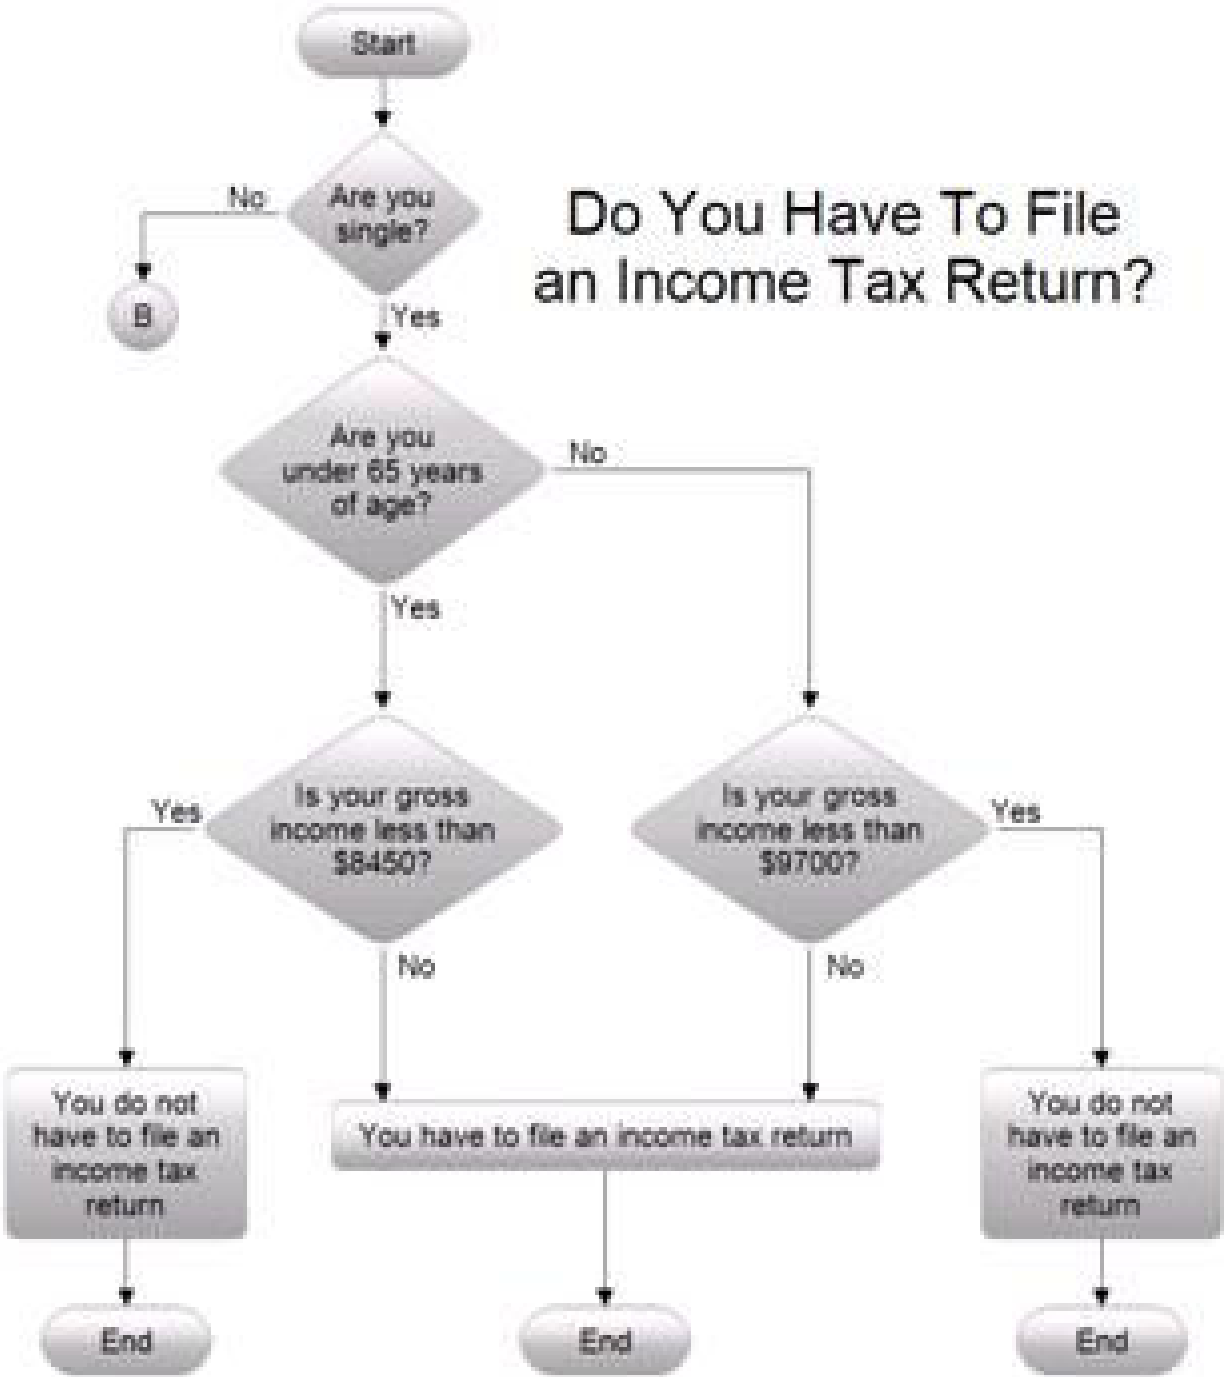 Start
Are you
single?
No
B
Yes
Do You Have To File
an Income Tax Return?
Are you
under 65 years
of age?
No
Yes
Is your gross
income less than
$8450?
Yes
No
Is your gross
income less than
$9700?
Yes
No
You do not
have to file an
income tax
return
You have to file an income tax return
You do not
have to file an
income tax
return
End
End
End